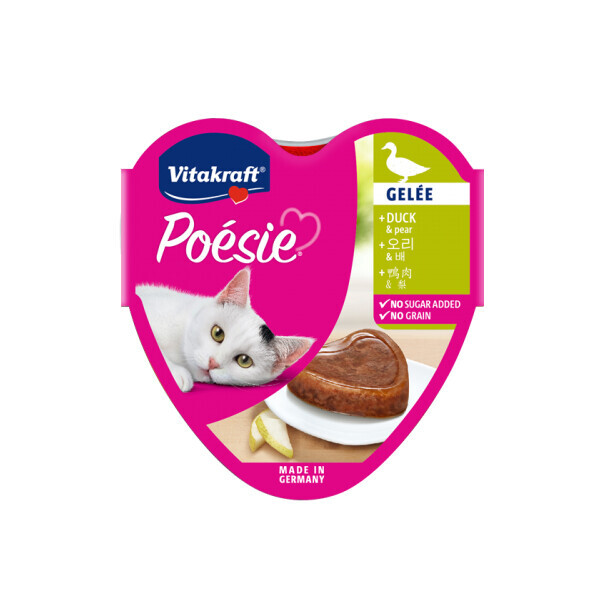 Vitakraft®
Poésie®
GELÉE
+ DUCK
& pear
+ 오리
& 배
+ 鴨肉
& 梨
✓NO SUGAR ADDED
✓NO GRAIN
MADE IN
GERMANY